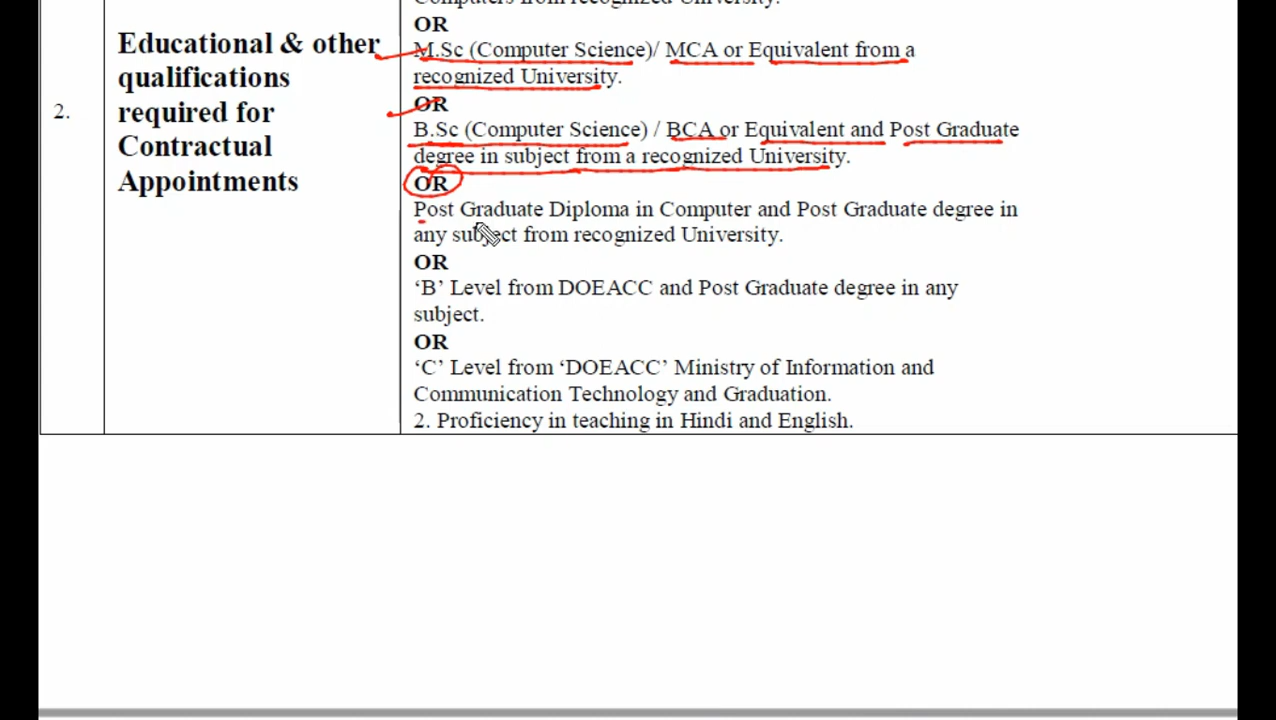 Computers from recognized University.
OR
M.Sc (Computer Science)/ MCA or Equivalent from a
recognized University.
OR
B.Sc (Computer Science) / BCA or Equivalent and Post Graduate
degree in subject from a recognized University.
OR
Post Graduate Diploma in Computer and Post Graduate degree in
any subject from recognized University.
OR
‘B’ Level from DOEACC and Post Graduate degree in any
subject.
OR
‘C’ Level from ‘DOEACC’ Ministry of Information and
Communication Technology and Graduation.
2. Proficiency in teaching in Hindi and English.
2.
Educational & other
qualifications
required for
Contractual
Appointments